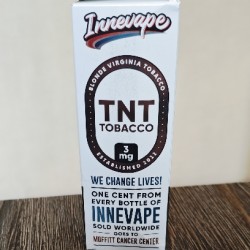 Innevape
BLONDE VIRGINIA TOBACCO
TNT
TOBACCO
3
mg
ESTABLISHED 2021
WE CHANGE LIVES!
ONE CENT FROM
EVERY BOTTLE OF
INNEVAPE
SOLD WORLDWIDE
GOES TO
MOFFITT CANCER CENTER